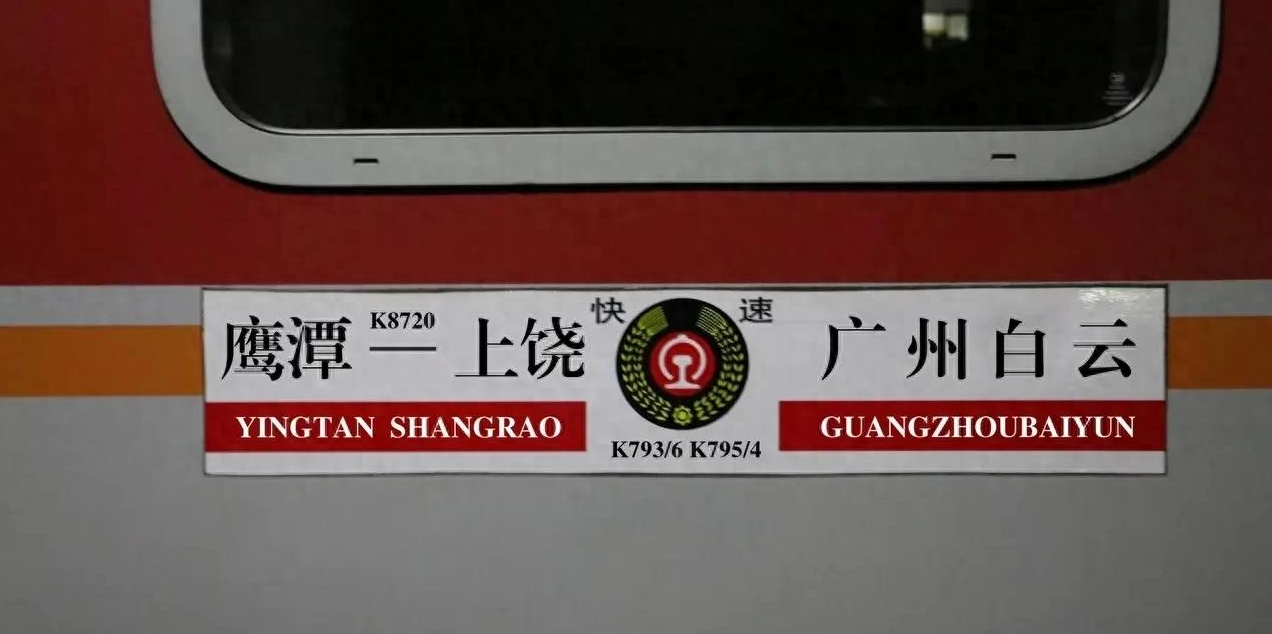 快 速
鹰潭 K8720 — 上饶
广州白云
YINGTAN SHANGRAO
GUANGZHOUBAIYUN
K793/6 K795/4